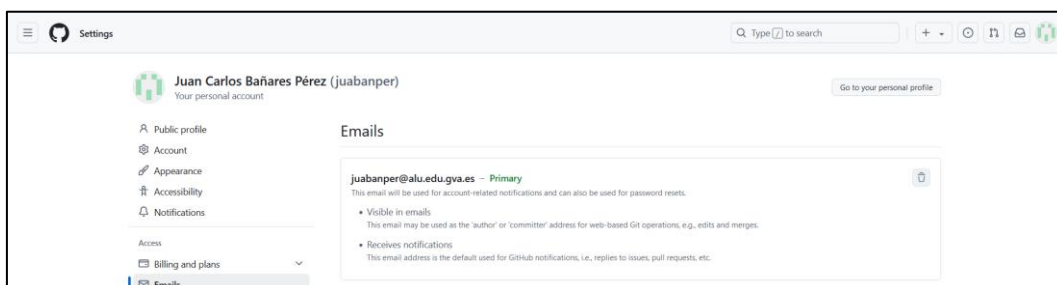 Settings
Type / to search
Juan Carlos Bañares Pérez (juabanper)
Your personal account
Go to your personal profile
Public profile
Account
Appearance
Accessibility
Notifications
Access
Billing and plans
Emails
Emails
juabanper@alu.edu.gva.es – Primary
This email will be used for account-related notifications and can also be used for password resets.
• Visible in emails
This email may be used as the 'author' or 'committer' address for web-based Git operations, e.g., edits and merges.
• Receives notifications
This email address is the default used for GitHub notifications, i.e., replies to issues, pull requests, etc.